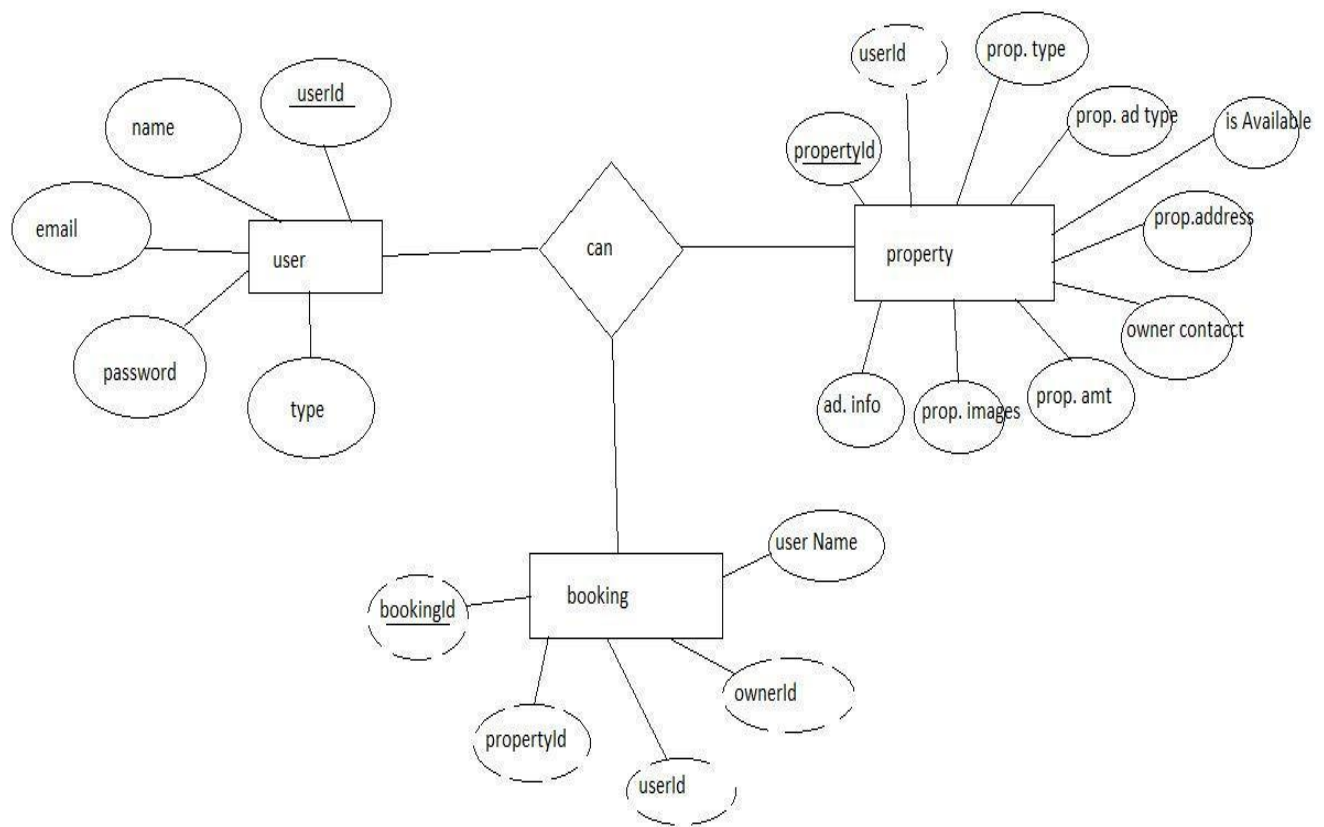 userId
prop. type
userId
name
prop. ad type
is Available
propertyId
prop.address
email
user
can
property
owner contacct
password
type
ad. info
prop. images
prop. amt
user Name
bookingId
booking
ownerId
propertyId
userId